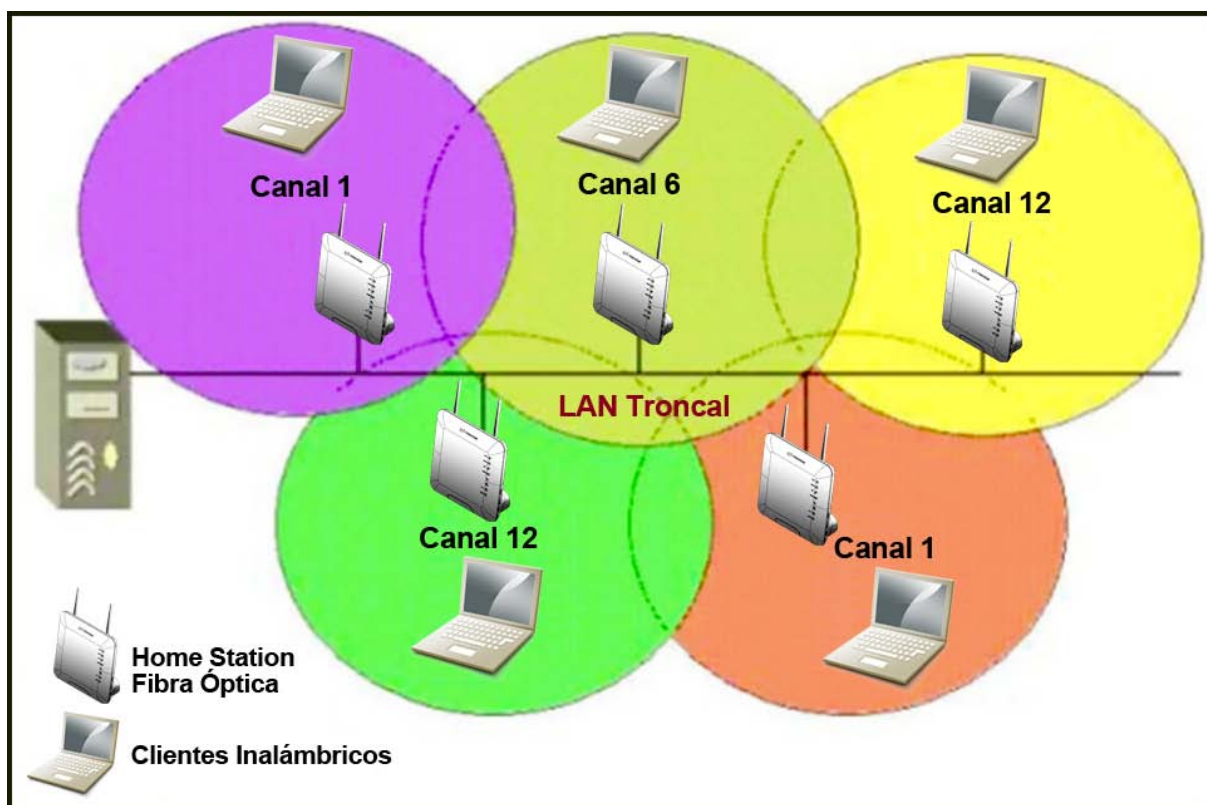 Canal 1
Canal 6
Canal 12
LAN Troncal
Canal 12
Canal 1
Home Station
Fibra Óptica
Clientes Inalámbricos